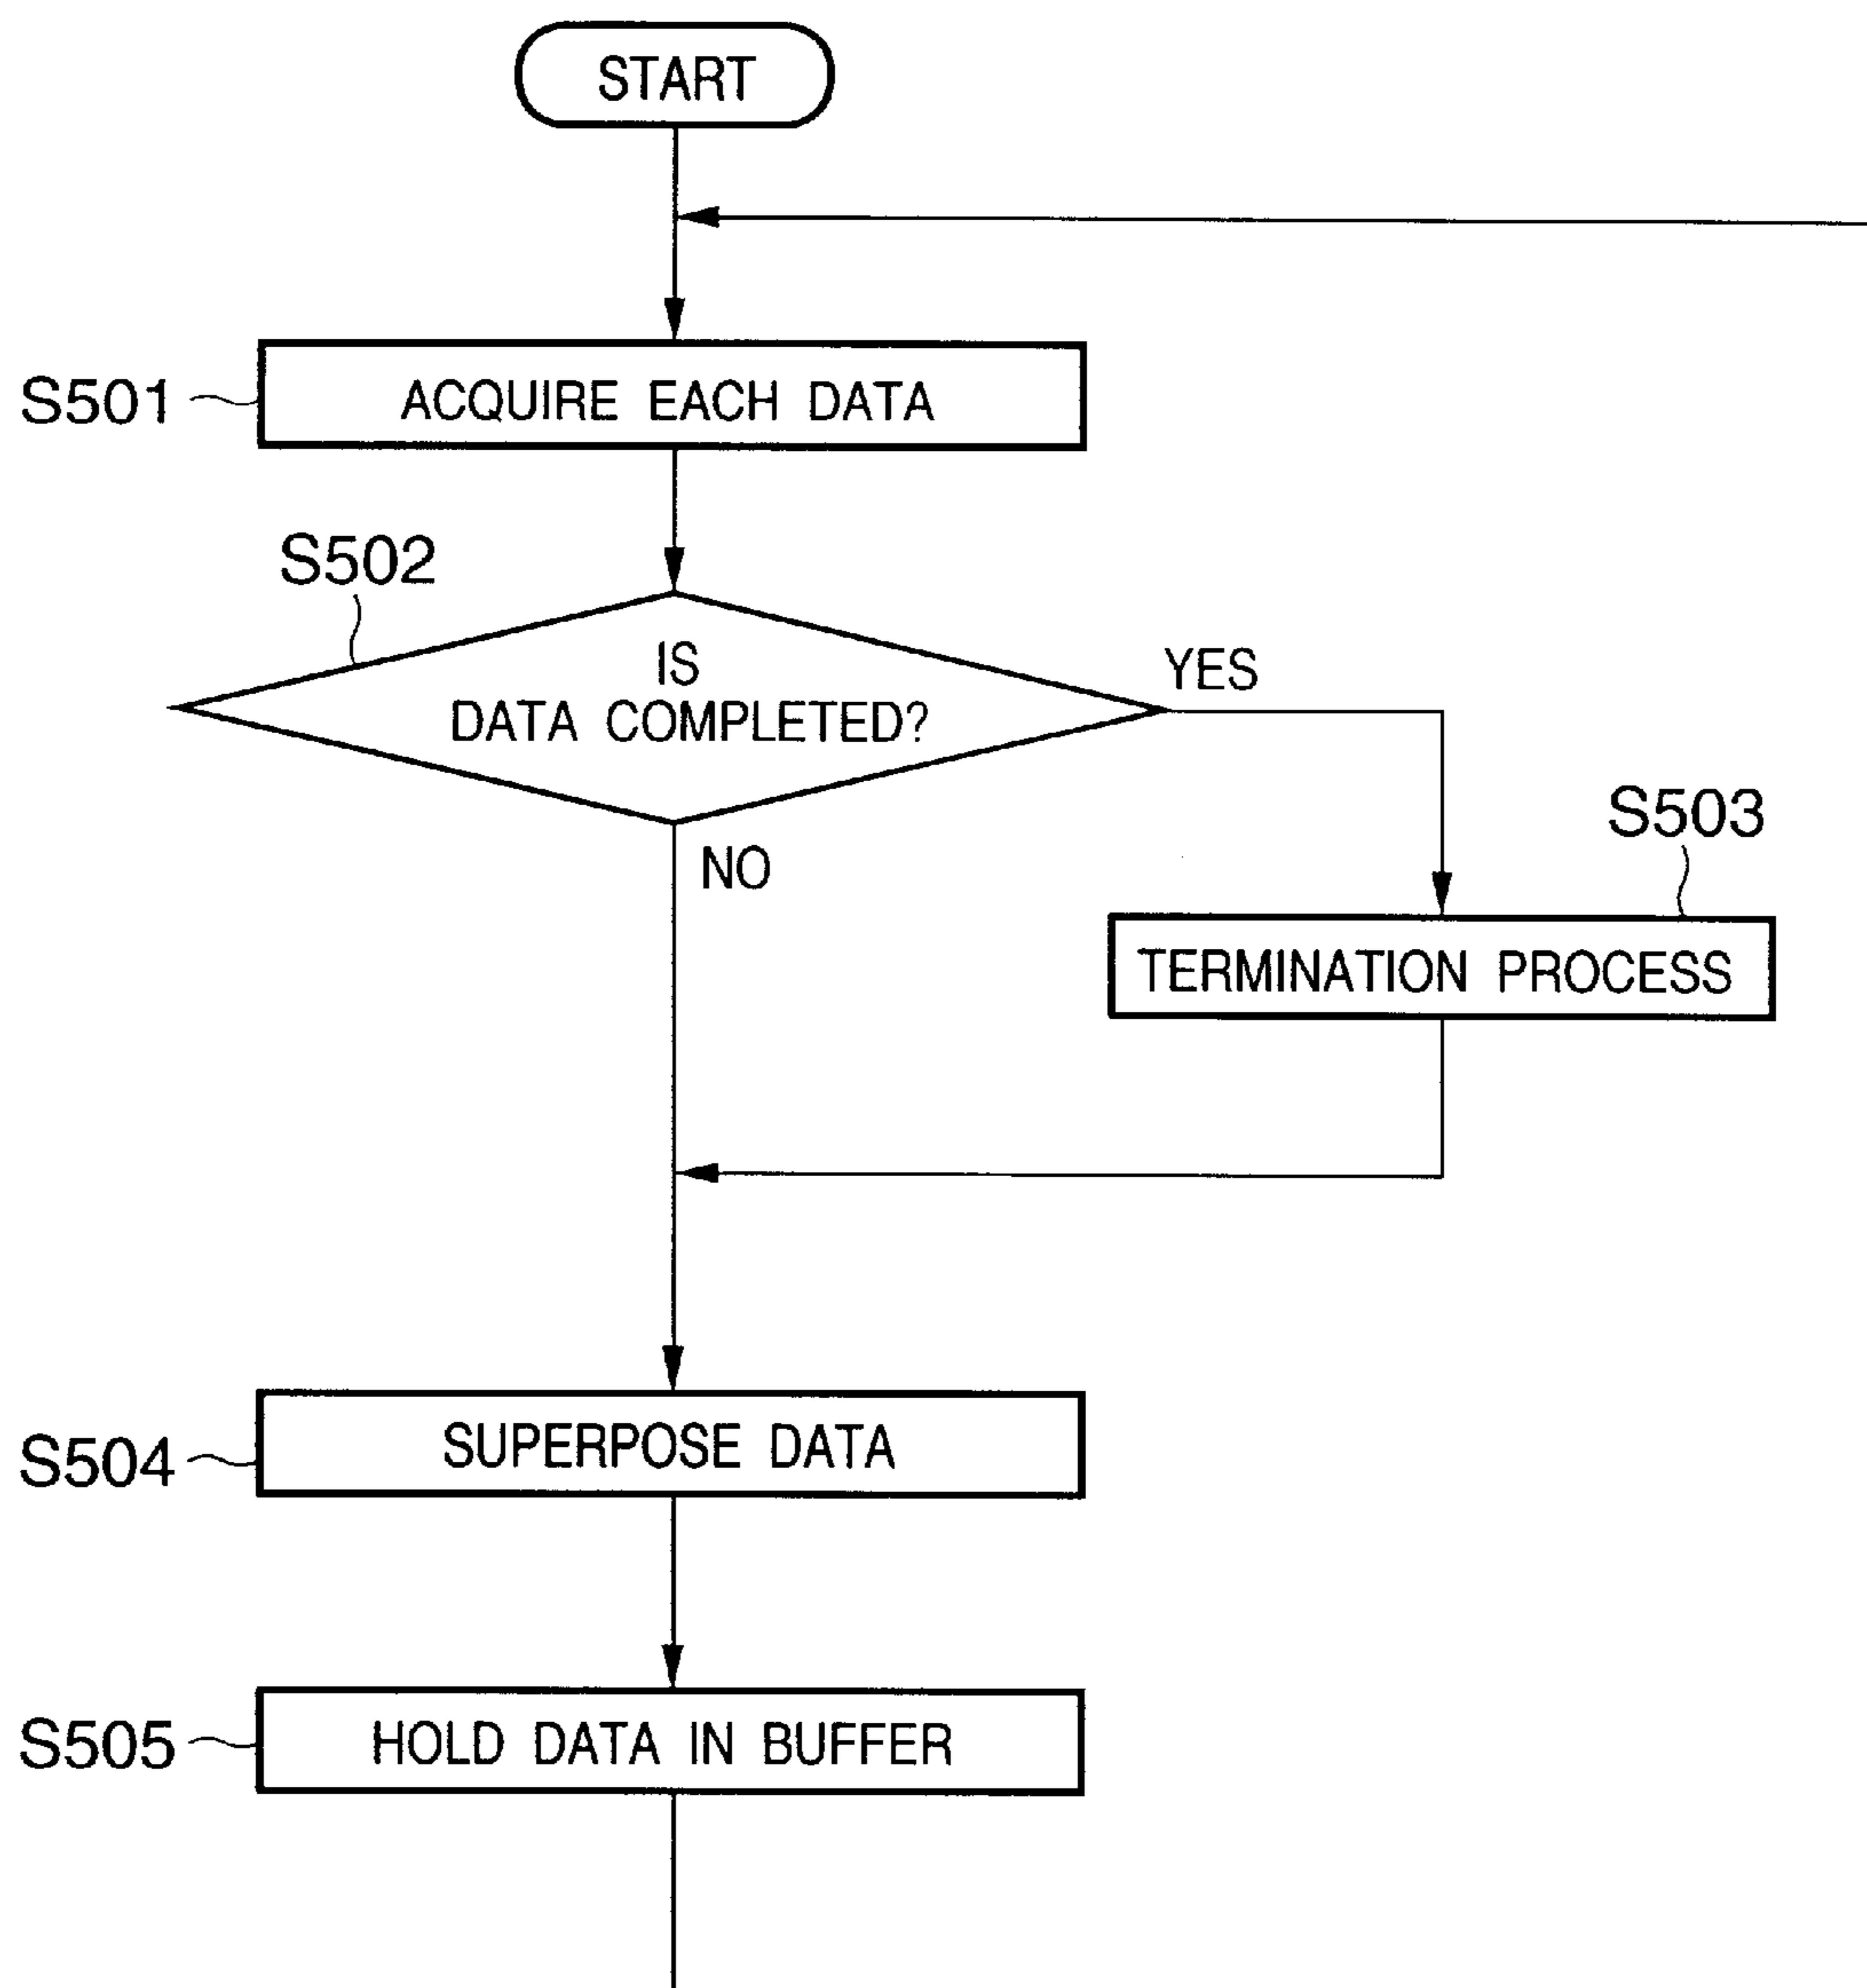 START
S501
ACQUIRE EACH DATA
S502
IS
DATA COMPLETED?
YES
NO
S503
TERMINATION PROCESS
S504
SUPERPOSE DATA
S505
HOLD DATA IN BUFFER